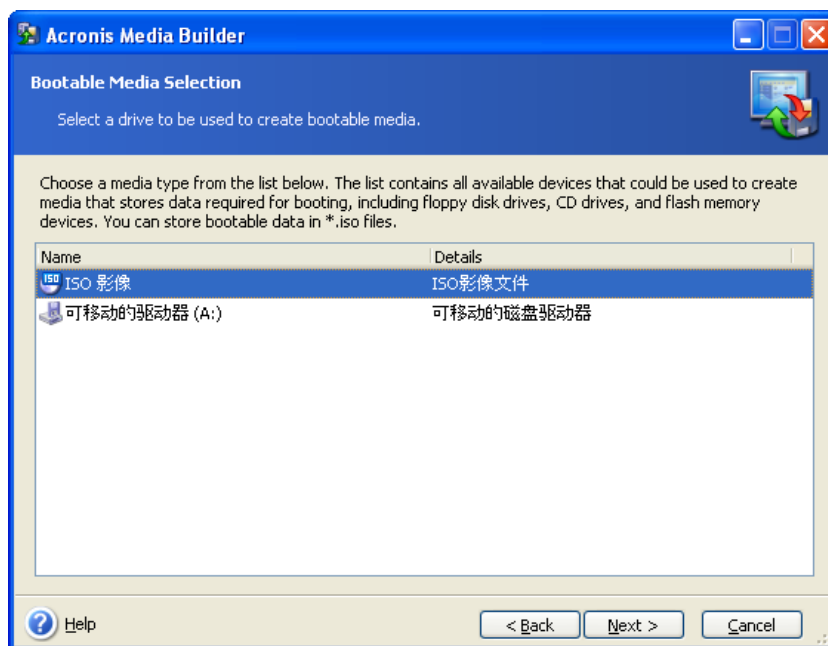 Acronis Media Builder
Bootable Media Selection
Select a drive to be used to create bootable media.
Choose a media type from the list below. The list contains all available devices that could be used to create
media that stores data required for booting, including floppy disk drives, CD drives, and flash memory
devices. You can store bootable data in *.iso files.
Name Details
ISO ISO 影像 ISO影像文件
可移动的驱动器 (A:) 可移动的磁盘驱动器
Help < Back Next > Cancel